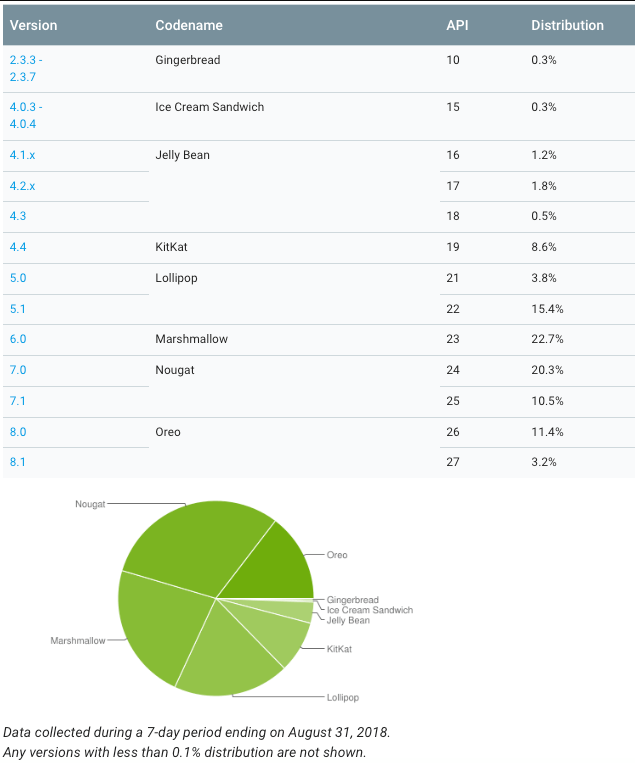 Version Codename API Distribution
2.3.3 - Gingerbread 10 0.3%
2.3.7
4.0.3 - Ice Cream Sandwich 15 0.3%
4.0.4
4.1.x Jelly Bean 16 1.2%
4.2.x 17 1.8%
4.3 18 0.5%
4.4 KitKat 19 8.6%
5.0 Lollipop 21 3.8%
5.1 22 15.4%
6.0 Marshmallow 23 22.7%
7.0 Nougat 24 20.3%
7.1 25 10.5%
8.0 Oreo 26 11.4%
8.1 27 3.2%
Nougat
Oreo
Gingerbread
Ice Cream Sandwich
Jelly Bean
Marshmallow
KitKat
Lollipop
Data collected during a 7-day period ending on August 31, 2018.
Any versions with less than 0.1% distribution are not shown.